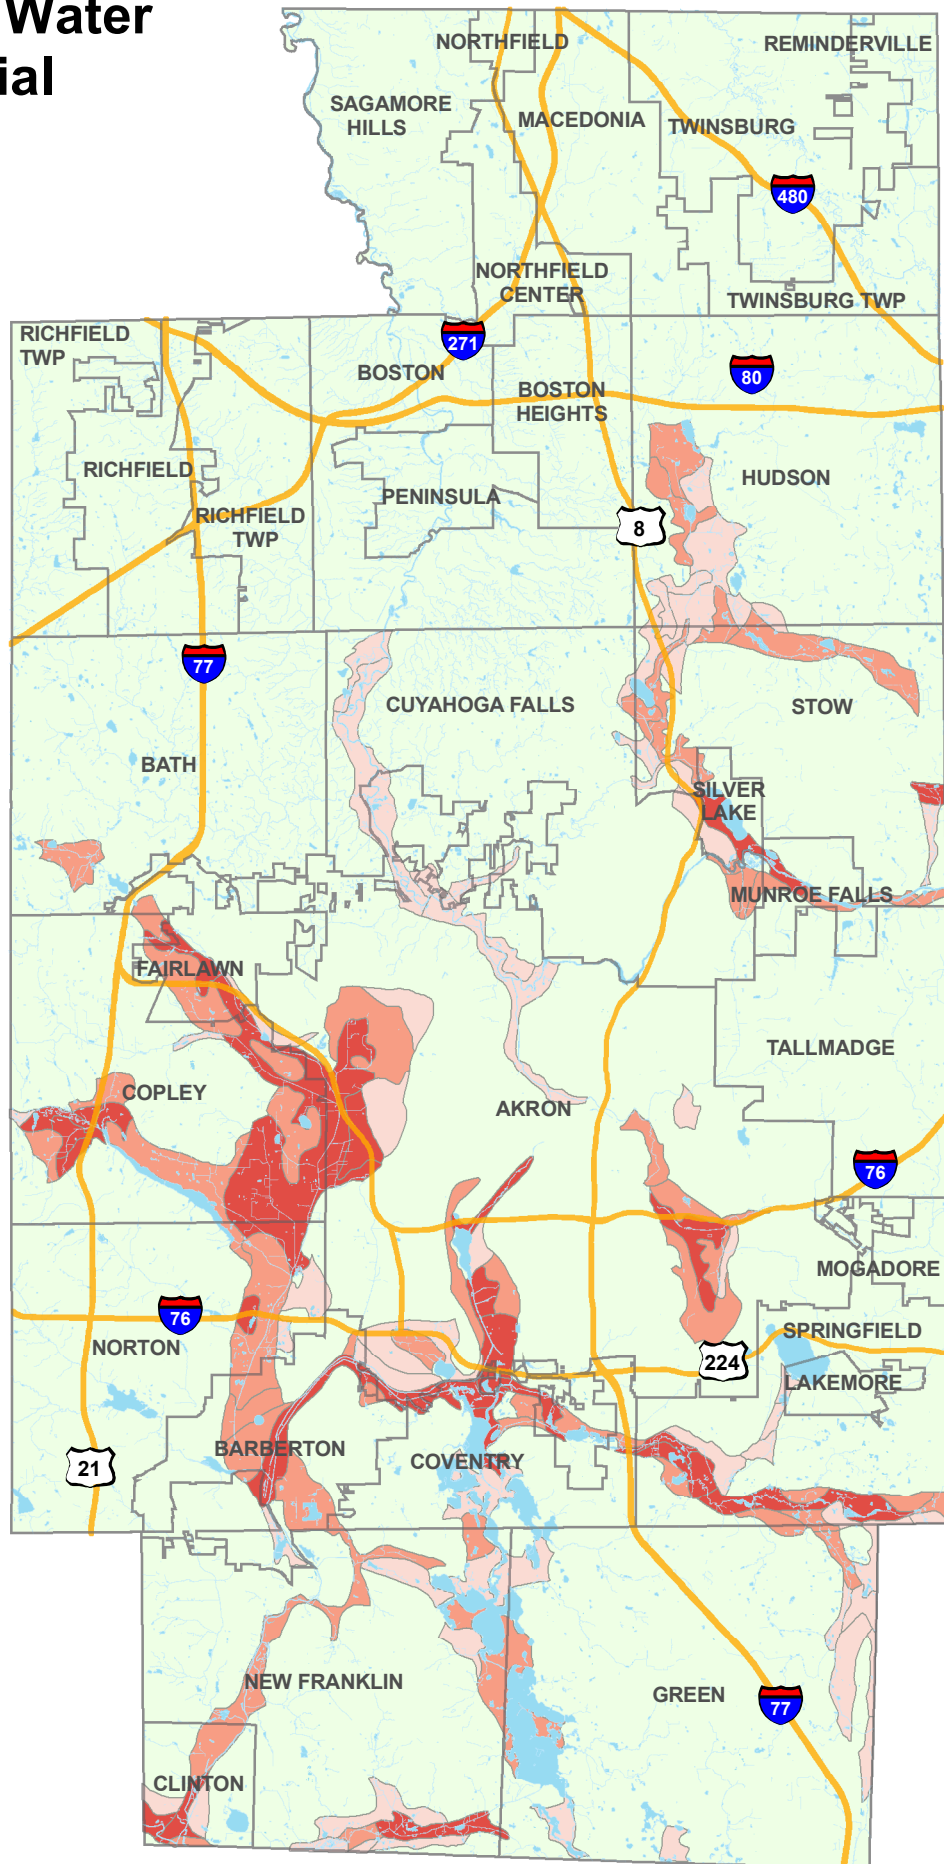 Water
ial
NORTHFIELD
REMINDERVILLE
SAGAMORE
HILLS
MACEDONIA
TWINSBURG
480
NORTHFIELD
CENTER
TWINSBURG TWP
RICHFIELD
TWP
271
BOSTON
80
BOSTON
HEIGHTS
RICHFIELD
HUDSON
PENINSULA
RICHFIELD
TWP
8
77
CUYAHOGA FALLS
STOW
BATH
SILVER
LAKE
MUNROE FALLS
FAIRLAWN
TALLMADGE
COPLEY
AKRON
76
MOGADORE
76
SPRINGFIELD
NORTON
224
LAKEMORE
BARBERTON
COVENTRY
21
NEW FRANKLIN
GREEN
77
CLINTON